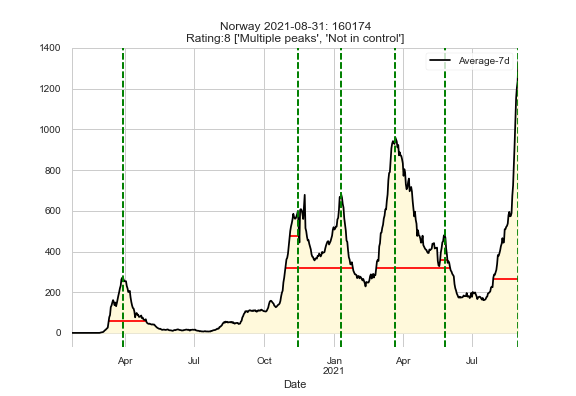 Norway 2021-08-31: 160174
Rating:8 ['Multiple peaks', 'Not in control']
1400
Average-7d
1200
1000
800
600
400
200
0
Apr Jul Oct Jan Apr Jul
2021
Date